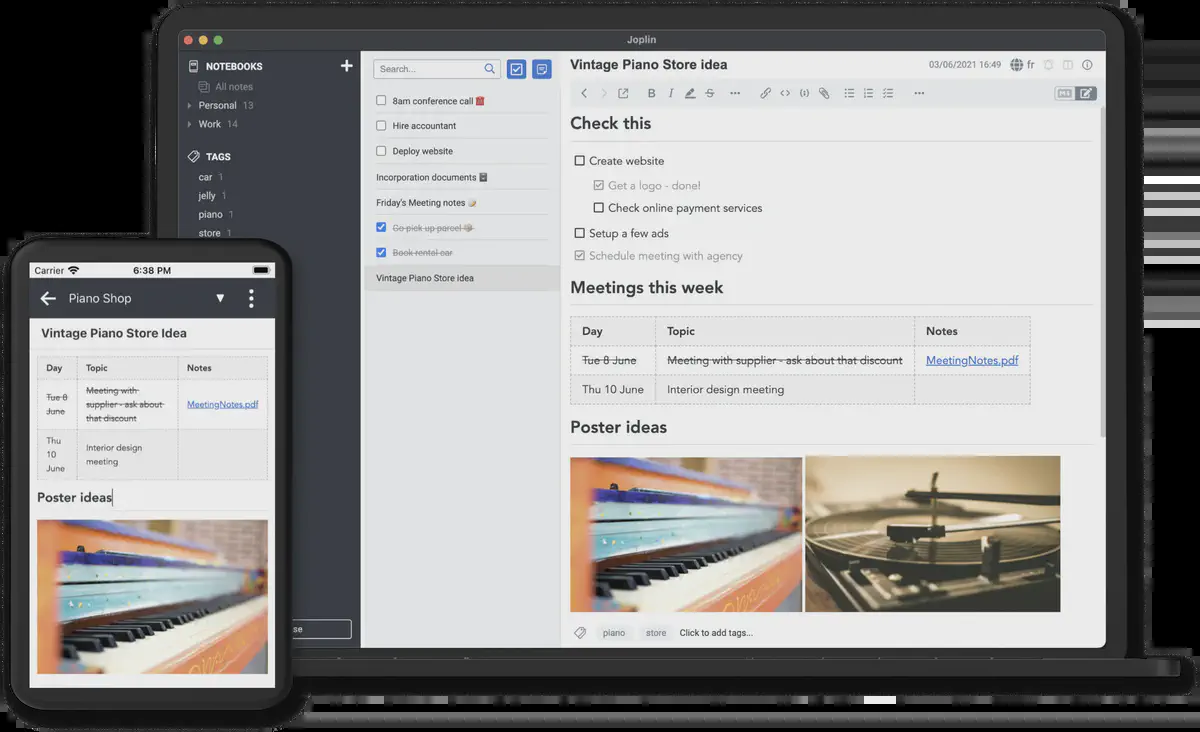 Joplin
NOTEBOOKS
All notes
Personal 13
Work 14
TAGS
car 1
jelly 1
piano 1
store 1
se
Search...
8am conference call
Hire accountant
Deploy website
Incorporation documents
Friday's Meeting notes
Go pick up parcel
Book rental car
Vintage Piano Store idea
Vintage Piano Store idea
03/06/2021 16:49 fr
B I S
Check this
Create website
Get a logo - done!
Check online payment services
Setup a few ads
Schedule meeting with agency
Meetings this week
Day Topic Notes
Tue 8 June Meeting with supplier - ask about that discount MeetingNotes.pdf
Thu 10 June Interior design meeting
Poster ideas
piano store Click to add tags...
Carrier 6:38 PM
Piano Shop
Vintage Piano Store Idea
Day Topic Notes
Tue 8
June
Meeting with
supplier - ask about
that discount
MeetingNotes.pdf
Thu
10
June
Interior design
meeting
Poster ideas